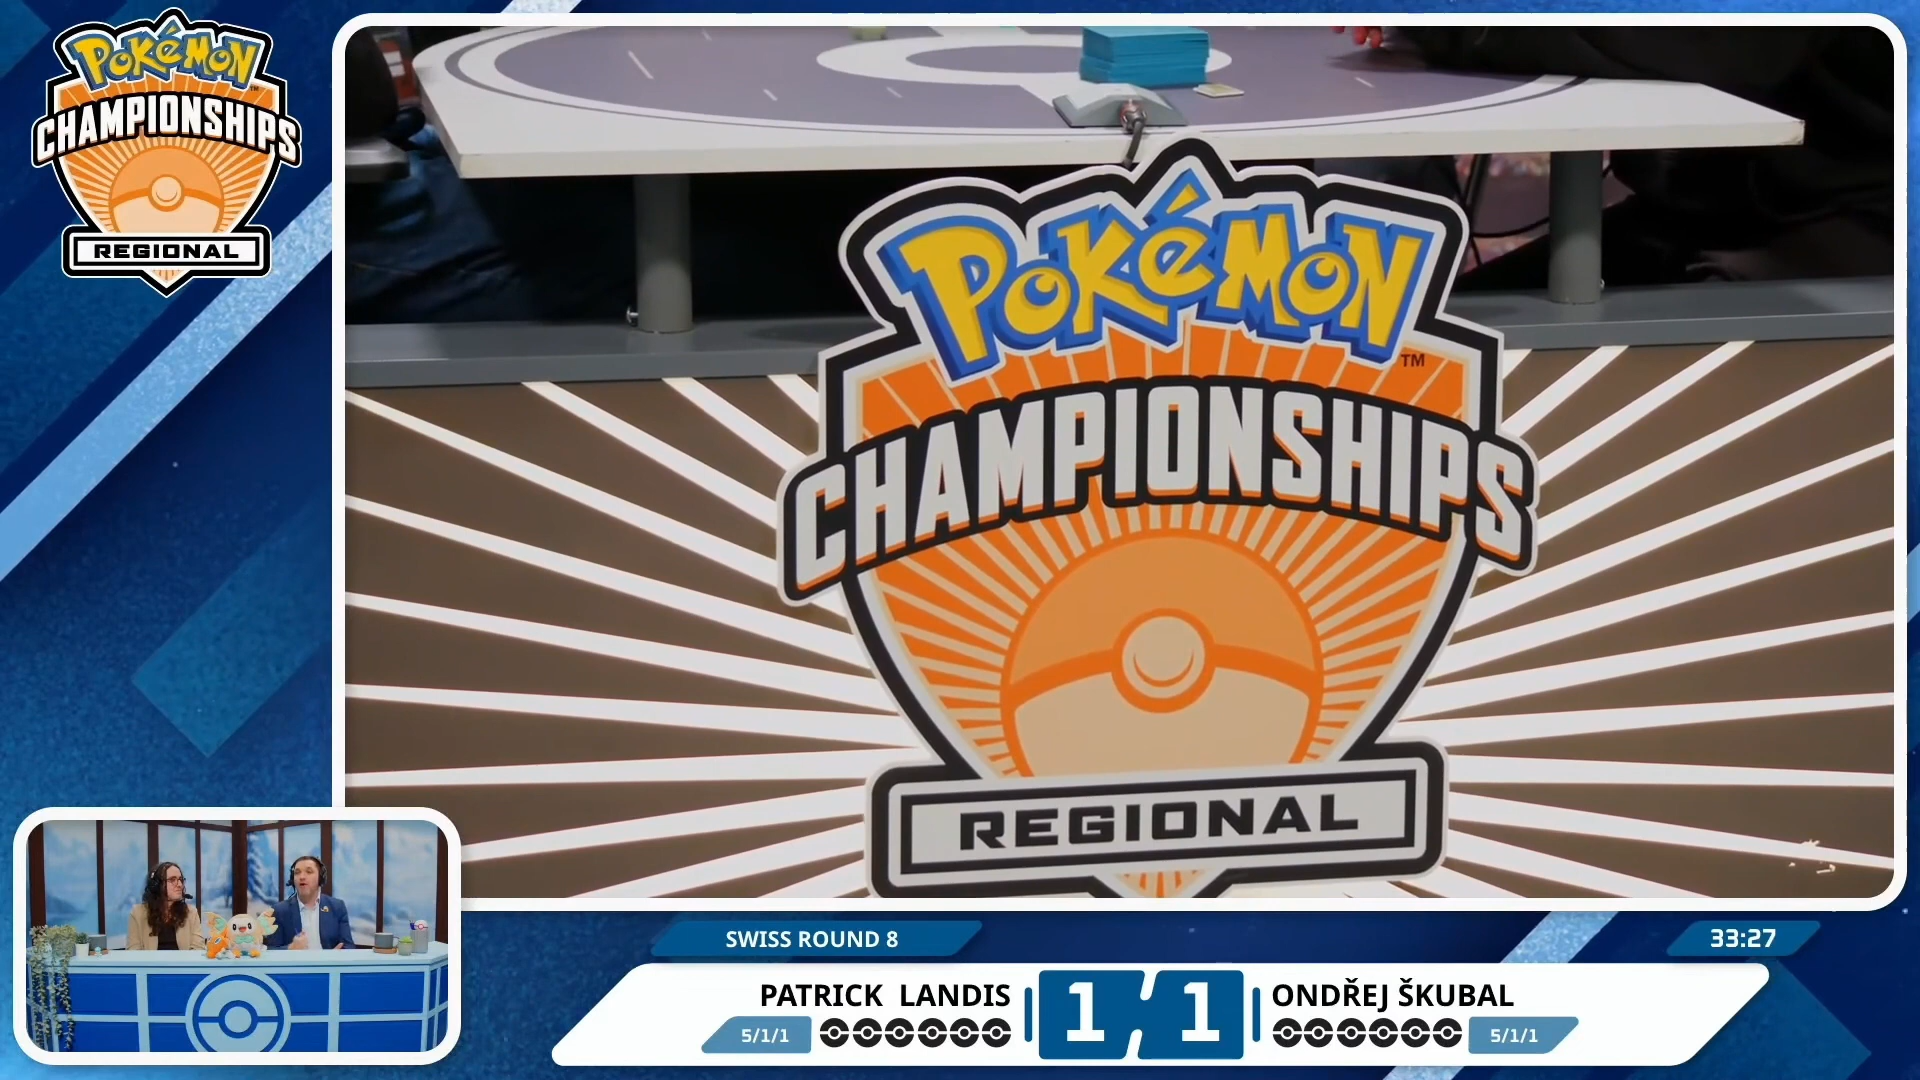 Pokémon
CHAMPIONSHIPS
REGIONAL
Pokémon
TM
CHAMPIONSHIPS
REGIONAL
SWISS ROUND 8
33:27
PATRICK LANDIS
1
1
ONDŘEJ ŠKUBAL
5/1/1
5/1/1